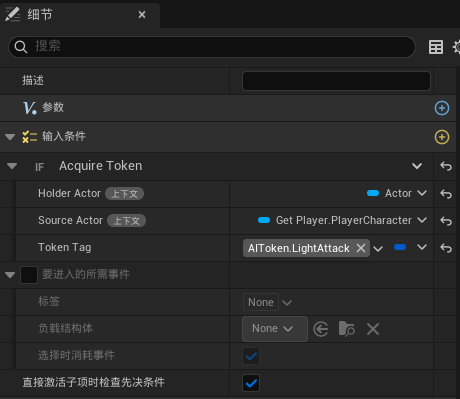 细节
搜索
描述
参数
输入条件
IF Acquire Token
Holder Actor 上下文 Actor
Source Actor 上下文 Get Player.PlayerCharacter
Token Tag AIToken.LightAttack
要进入的所需事件
标签 None
负载结构体 None
选择时消耗事件
直接激活子项时检查先决条件